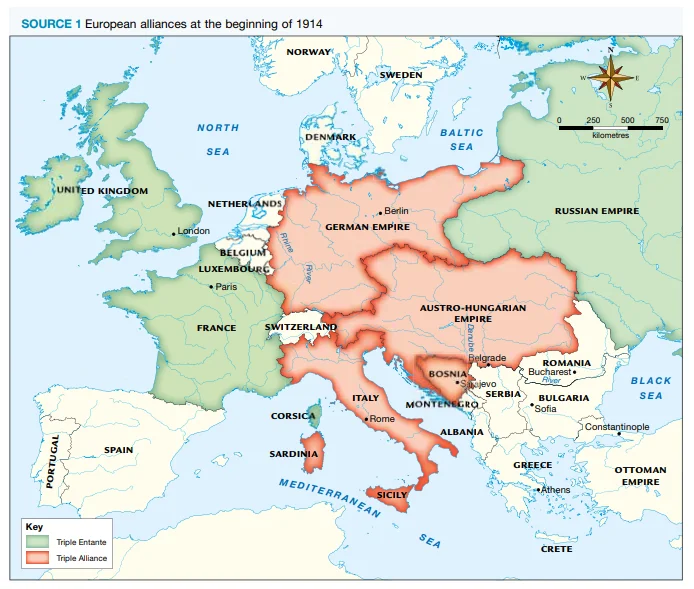 SOURCE 1 European alliances at the beginning of 1914
NORWAY
SWEDEN
N
W
E
S
0 250 500 750
kilometres
NORTH
SEA
DENMARK
BALTIC
SEA
UNITED KINGDOM
London
NETHERLANDS
Berlin
GERMAN EMPIRE
RUSSIAN EMPIRE
BELGIUM
Rhine
River
LUXEMBOURG
Paris
FRANCE
SWITZERLAND
AUSTRO-HUNGARIAN
EMPIRE
Danube
Belgrade
ROMANIA
Bucharest
River
BOSNIA
Sarajevo
SERBIA
BLACK
SEA
ITALY
MONTENEGRO
BULGARIA
Sofia
CORSICA
Rome
ALBANIA
Constantinople
PORTUGAL
SPAIN
SARDINIA
GREECE
OTTOMAN
EMPIRE
MEDITERRANEAN
SEA
SICILY
Athens
CRETE
Key
Triple Entante
Triple Alliance